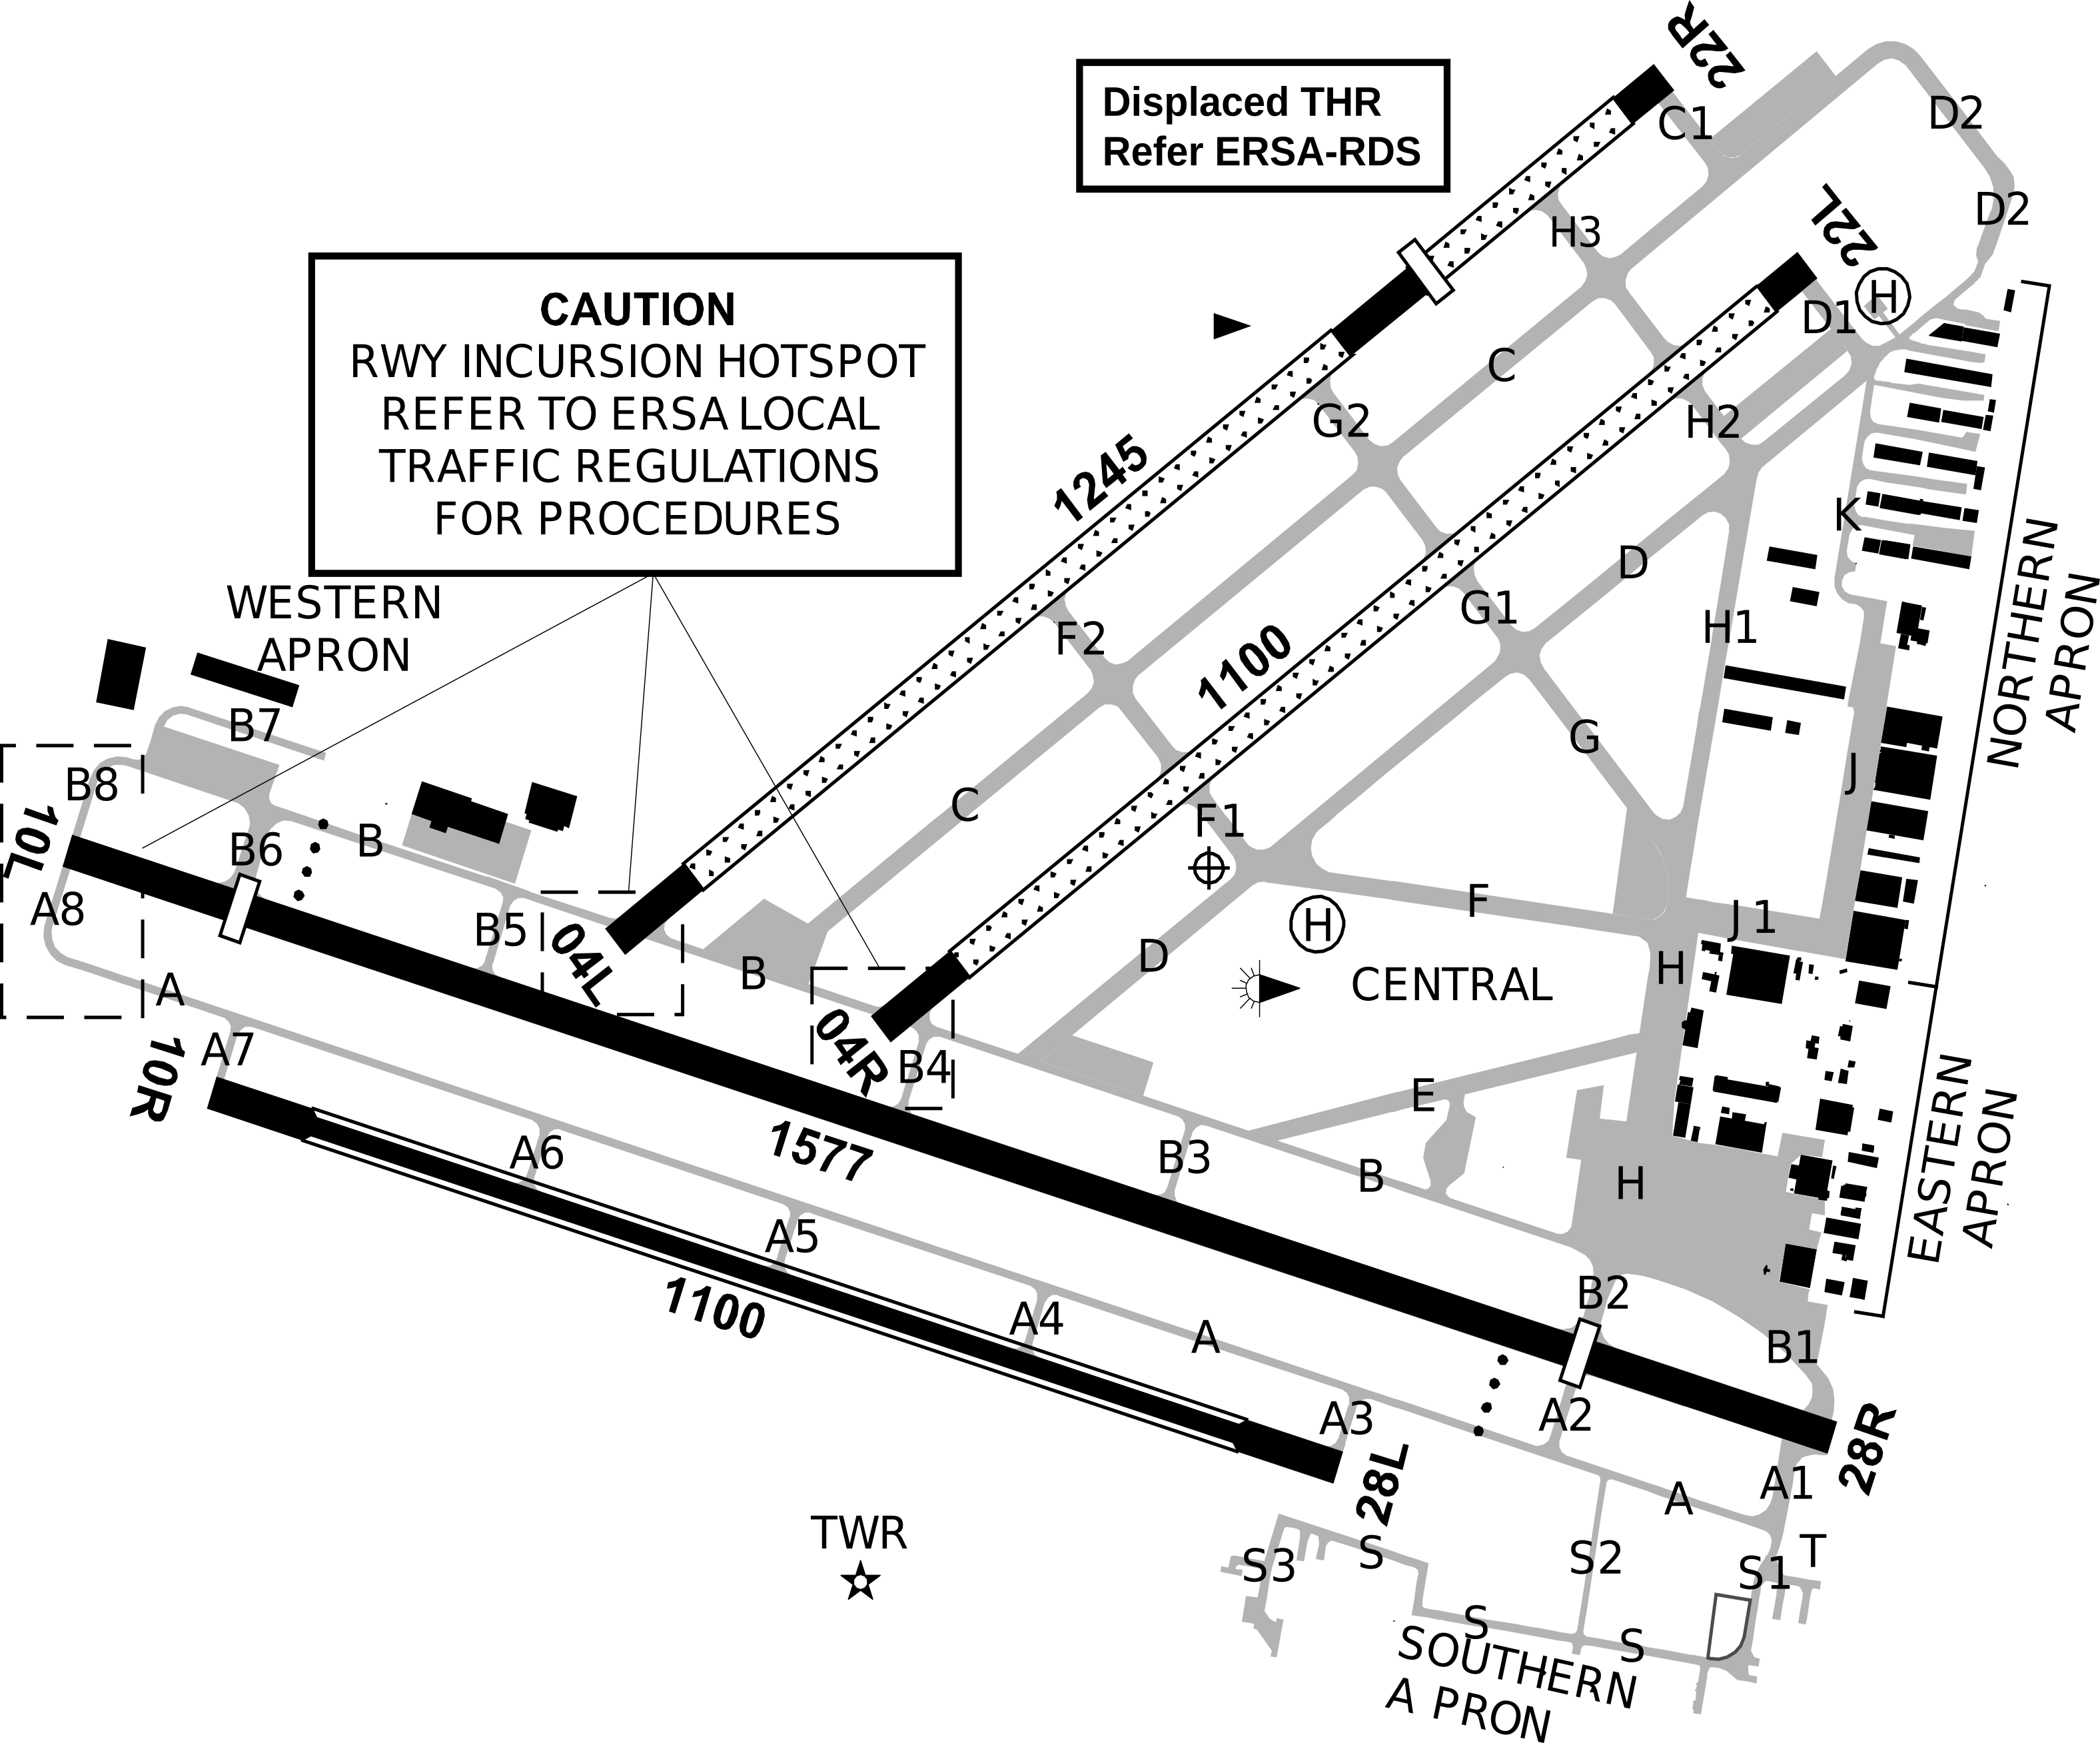 22R
Displaced THR
Refer ERSA-RDS
C1
D2
D2
H3
22L
H
D1
CAUTION
RWY INCURSION HOTSPOT
REFER TO ERSA LOCAL
TRAFFIC REGULATIONS
FOR PROCEDURES
C
G2
H2
1245
K
D
WESTERN
APRON
G1
H1
F2
1100
NORTHERN
APRON
B7
G
J
B8
C
F1
10L
B6
B
F
A8
B5
04L
H
J1
B
D
H
CENTRAL
A
04R
A7
10R
B4
E
EASTERN
APRON
A6
1577
B3
B
H
A5
1100
A4
A
B2
B1
A3
A2
28L
28R
A
A1
TWR
S3
S
S2
S1
T
S
S
SOUTHERN
A PRON